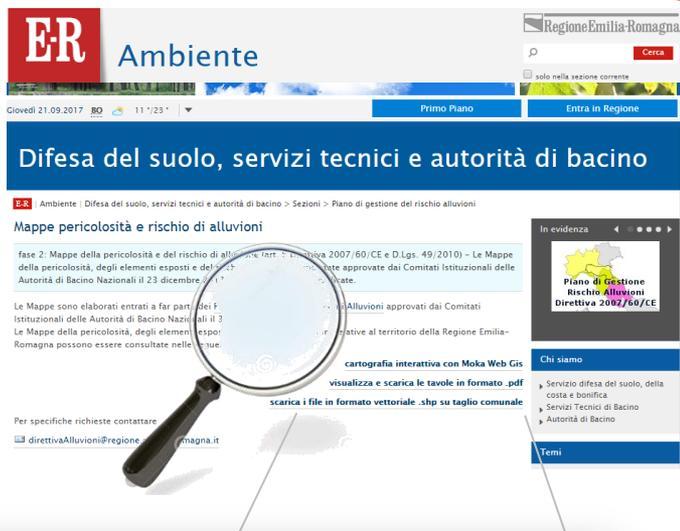 E-R
Ambiente
RegioneEmilia-Romagna
Cerca
solo nella sezione corrente
Giovedì 21.09.2017 BO 11°/23°
Primo Piano
Entra in Regione
Difesa del suolo, servizi tecnici e autorità di bacino
E-R | Ambiente | Difesa del suolo, servizi tecnici e autorità di bacino > Sezioni > Piano di gestione del rischio alluvioni
Mappe pericolosità e rischio di alluvioni
fase 2: Mappe della pericolosità e del rischio di 2007/60/CE e D.Lgs. 49/2010) - Le Mappe
della pericolosità, degli elementi esposti e del approvate dai Comitati Istituzionali delle
Autorità di Bacino Nazionali il 23 dicembre
Le Mappe sono elaborati entrati a far parte dei Alluvioni approvati dai Comitati
Istituzionali delle Autorità di Bacino Nazionali il
Le Mappe della pericolosità, degli elementi al territorio della Regione Emilia-
Romagna possono essere consultate nelle
cartografia interattiva con Moka Web Gis
visualizza e scarica le tavole in formato .pdf
scarica i file in formato vettoriale .shp su taglio comunale
Per specifiche richieste contattare
direttivaAlluvioni@regione.
In evidenza
Piano di Gestione
Rischio Alluvioni
Direttiva 2007/60/CE
Chi siamo
Servizio difesa del suolo, della
costa e bonifica
Servizi Tecnici di Bacino
Autorità di Bacino
Temi